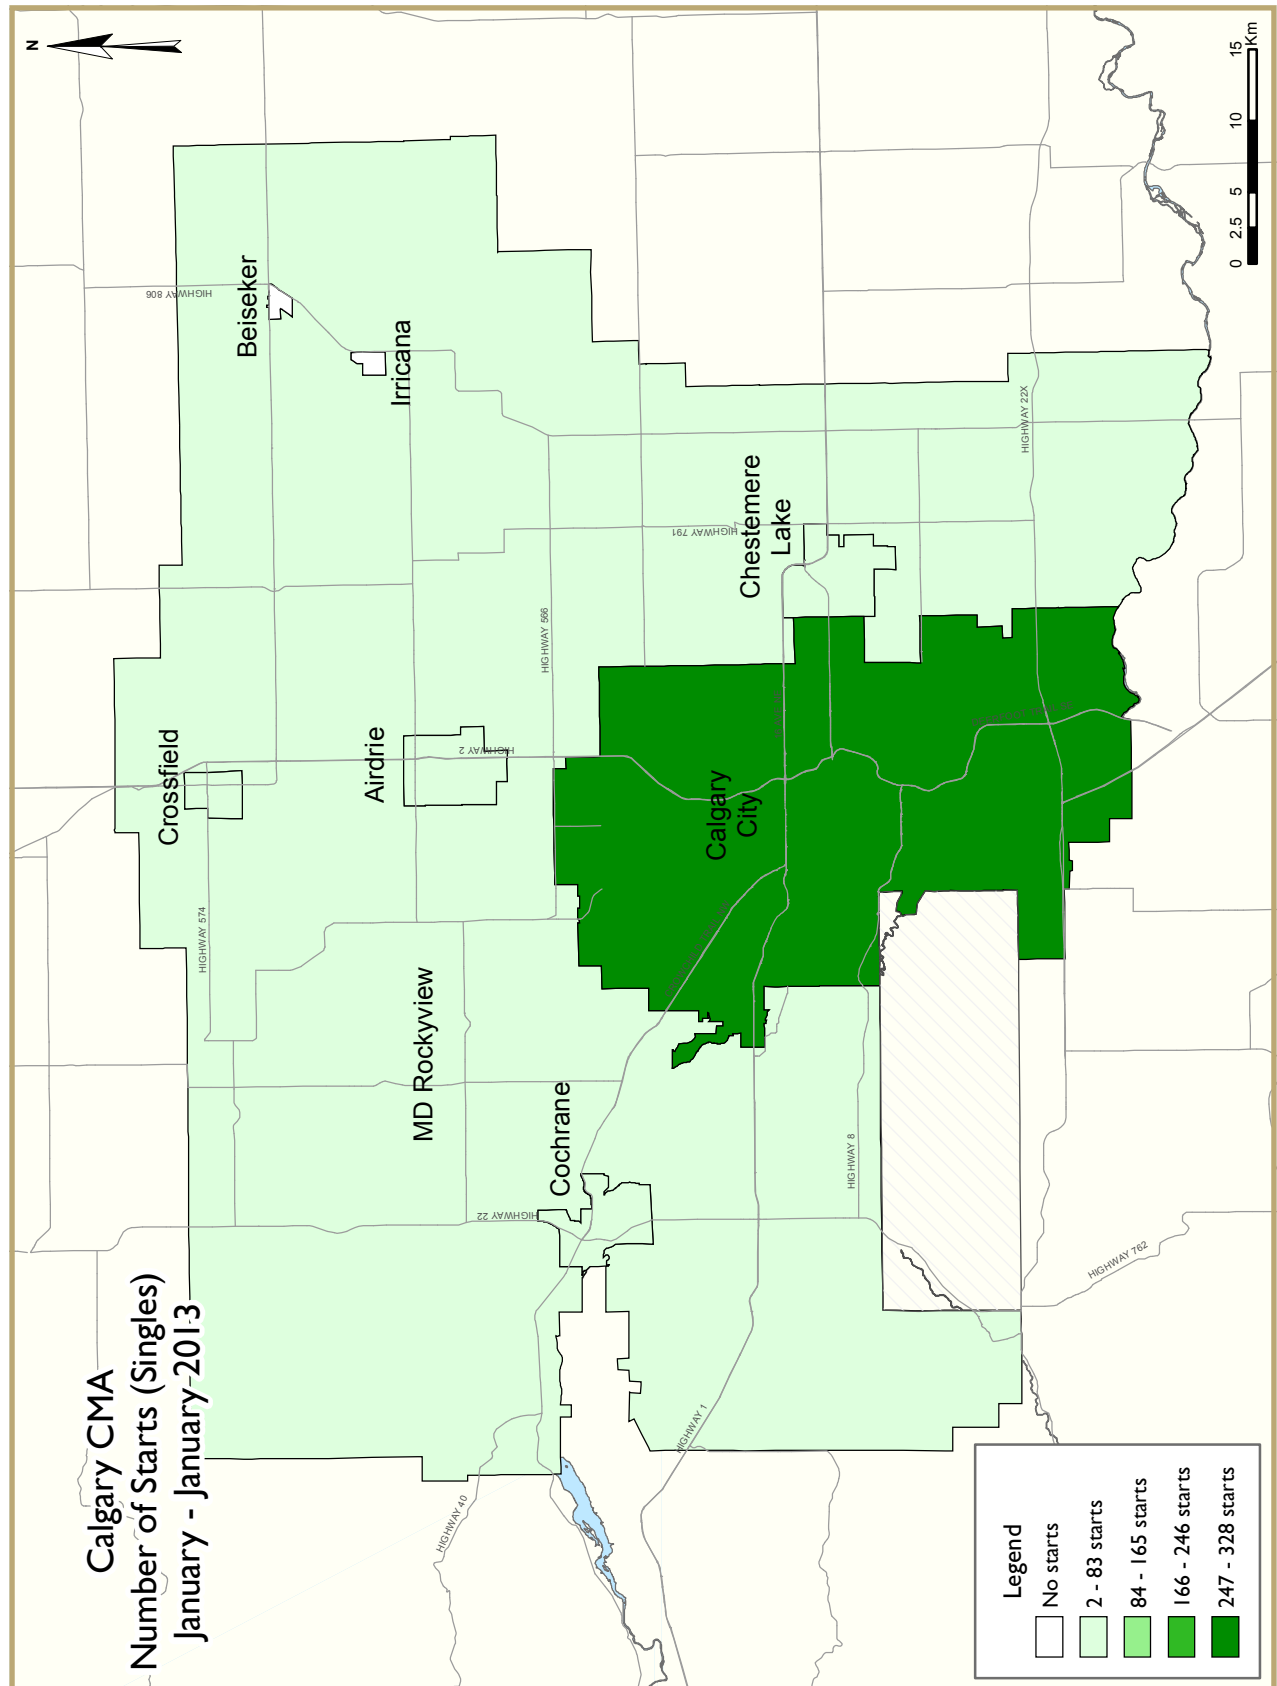 Calgary CMA
Number of Starts (Singles)
January - January 2013
N
Beiseker
HIGHWAY 806
Irricana
Crossfield
HIGHWAY 574
Airdrie
HIGHWAY 2
HIGHWAY 566
MD Rockyview
Cochrane
HIGHWAY 22
Calgary
City
Chestemere
Lake
HIGHWAY 791
HIGHWAY 22X
HIGHWAY 8
HIGHWAY 1
HIGHWAY 40
HIGHWAY 762
Legend
No starts
2 - 83 starts
84 - 165 starts
166 - 246 starts
247 - 328 starts
0 2.5 5 10 15
Km